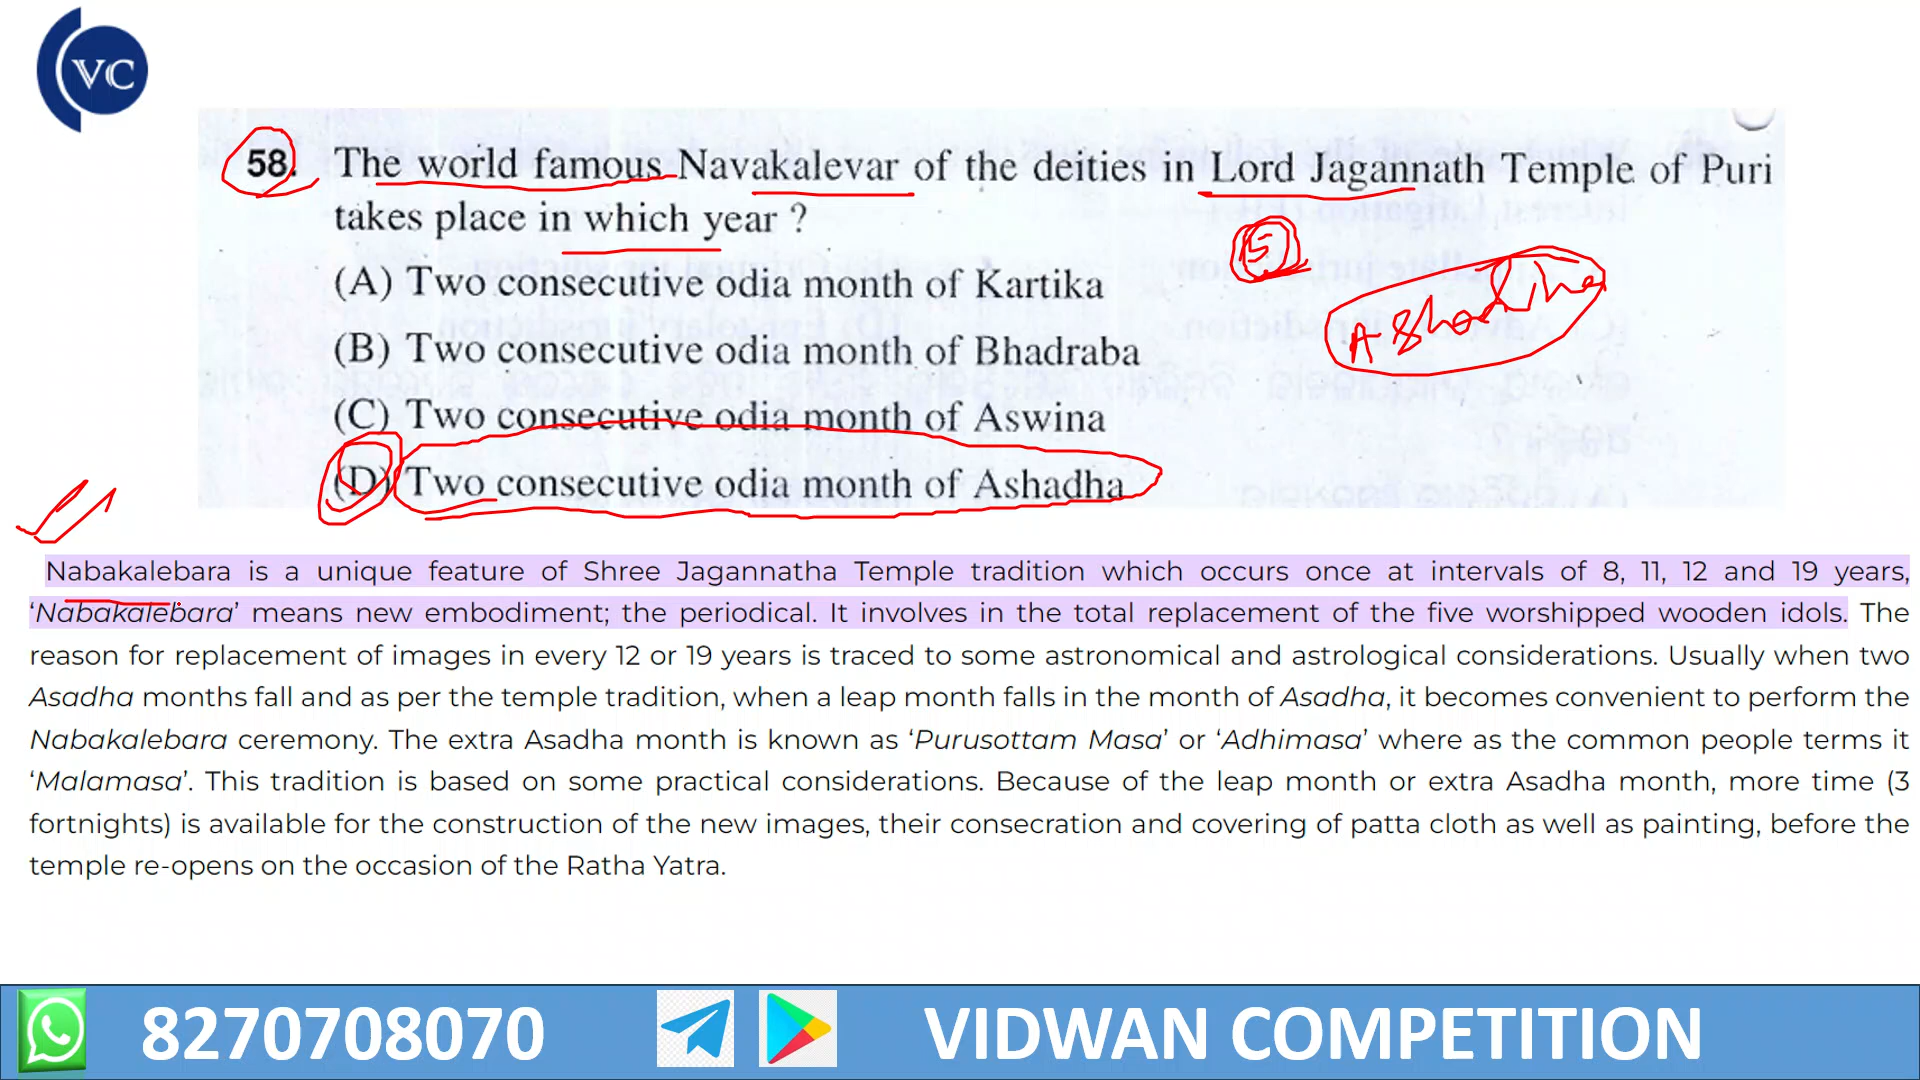 VC
58. The world famous Navakalevar of the deities in Lord Jagannath Temple of Puri
takes place in which year ?
5
(A) Two consecutive odia month of Kartika
Ashadha
(B) Two consecutive odia month of Bhadraba
(C) Two consecutive odia month of Aswina
(D) Two consecutive odia month of Ashadha
Nabakalebara is a unique feature of Shree Jagannatha Temple tradition which occurs once at intervals of 8, 11, 12 and 19 years,
‘Nabakalebara’ means new embodiment; the periodical. It involves in the total replacement of the five worshipped wooden idols. The
reason for replacement of images in every 12 or 19 years is traced to some astronomical and astrological considerations. Usually when two
Asadha months fall and as per the temple tradition, when a leap month falls in the month of Asadha, it becomes convenient to perform the
Nabakalebara ceremony. The extra Asadha month is known as ‘Purusottam Masa’ or ‘Adhimasa’ where as the common people terms it
‘Malamasa’. This tradition is based on some practical considerations. Because of the leap month or extra Asadha month, more time (3
fortnights) is available for the construction of the new images, their consecration and covering of patta cloth as well as painting, before the
temple re-opens on the occasion of the Ratha Yatra.
8270708070 VIDWAN COMPETITION